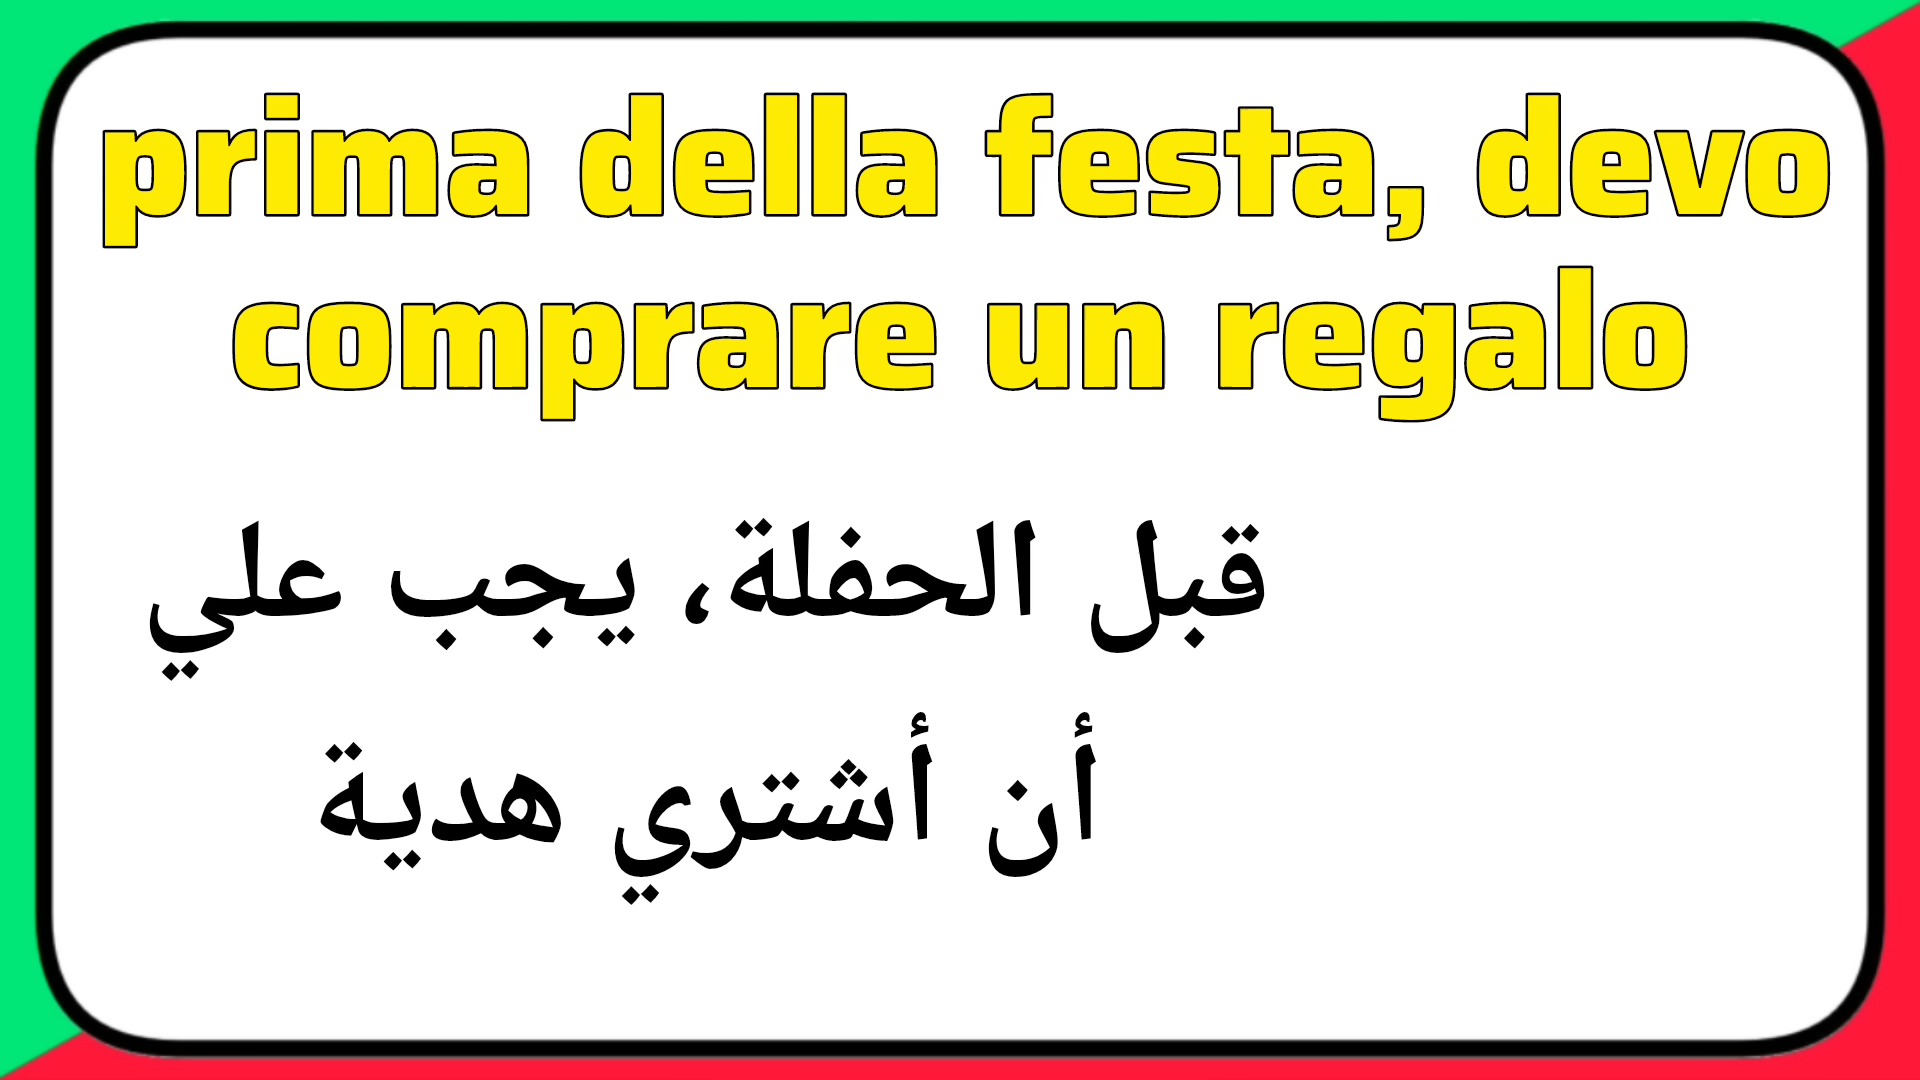 prima della festa, devo
comprare un regalo
قبل الحفلة، يجب علي
أن أشتري هدية